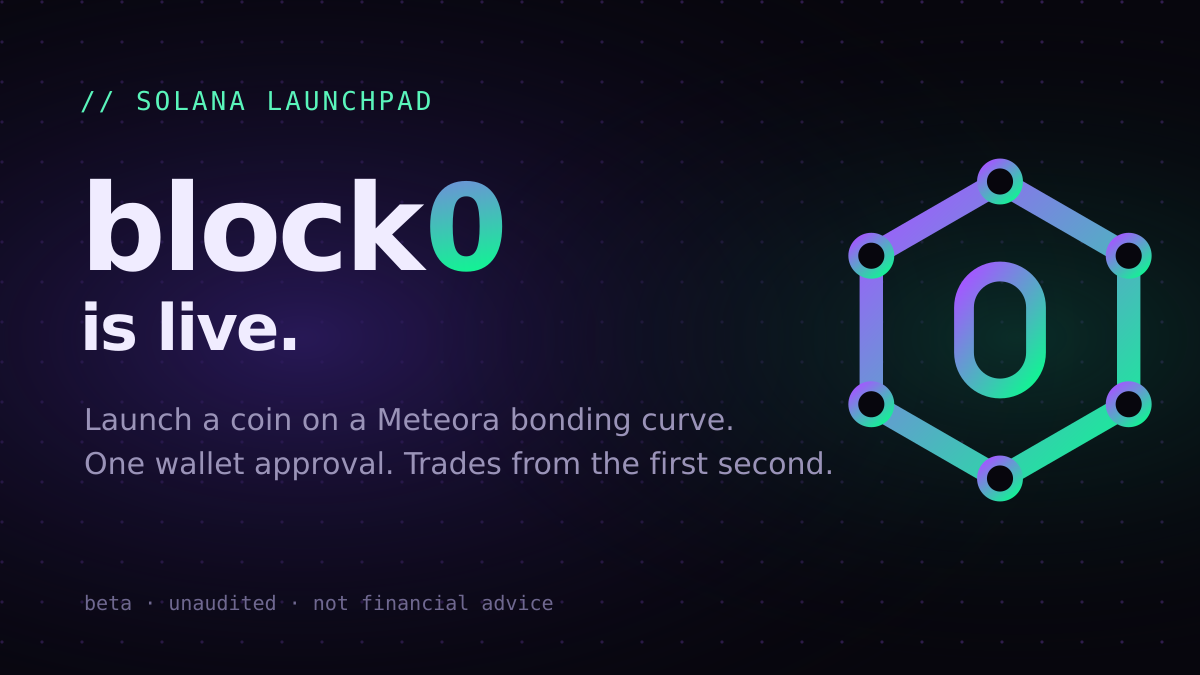 // SOLANA LAUNCHPAD
block0
is live.
Launch a coin on a Meteora bonding curve.
One wallet approval. Trades from the first second.
0
beta · unaudited · not financial advice